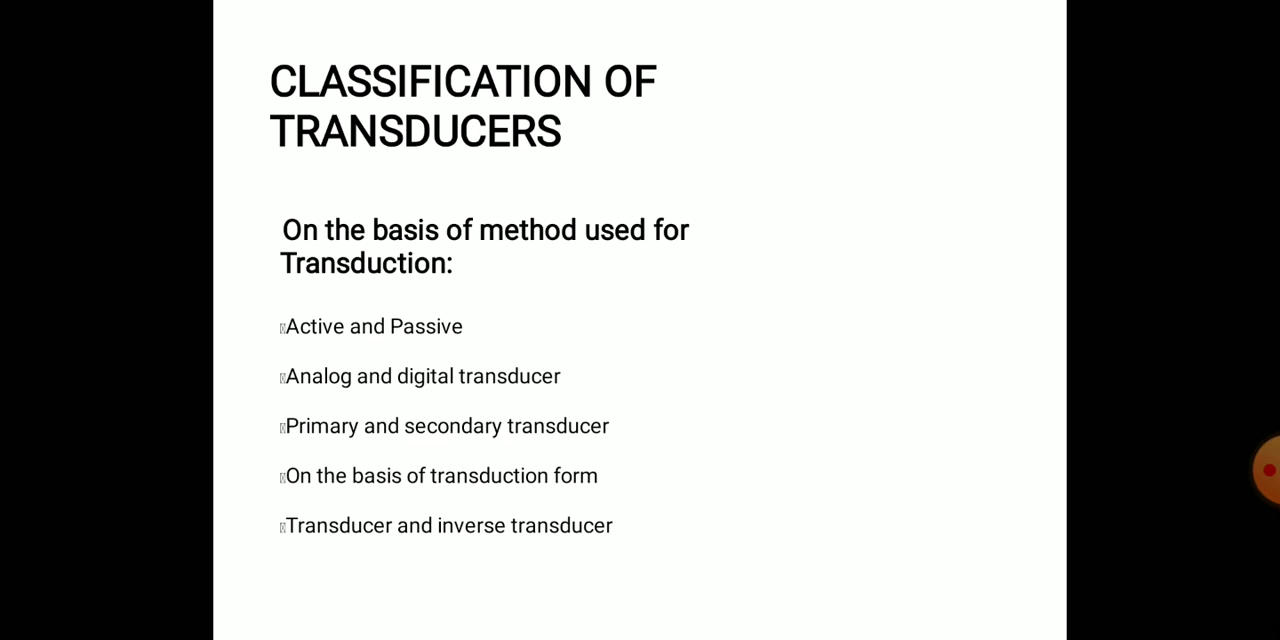 CLASSIFICATION OF
TRANSDUCERS
On the basis of method used for
Transduction:
Active and Passive
Analog and digital transducer
Primary and secondary transducer
On the basis of transduction form
Transducer and inverse transducer